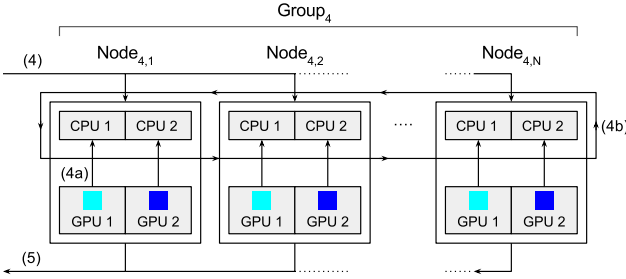 Group4
Node4,1 Node4,2 Node4,N
(4)
CPU 1 CPU 2 CPU 1 CPU 2 .... CPU 1 CPU 2
(4b)
(4a)
GPU 1 GPU 2 GPU 1 GPU 2 GPU 1 GPU 2
(5)